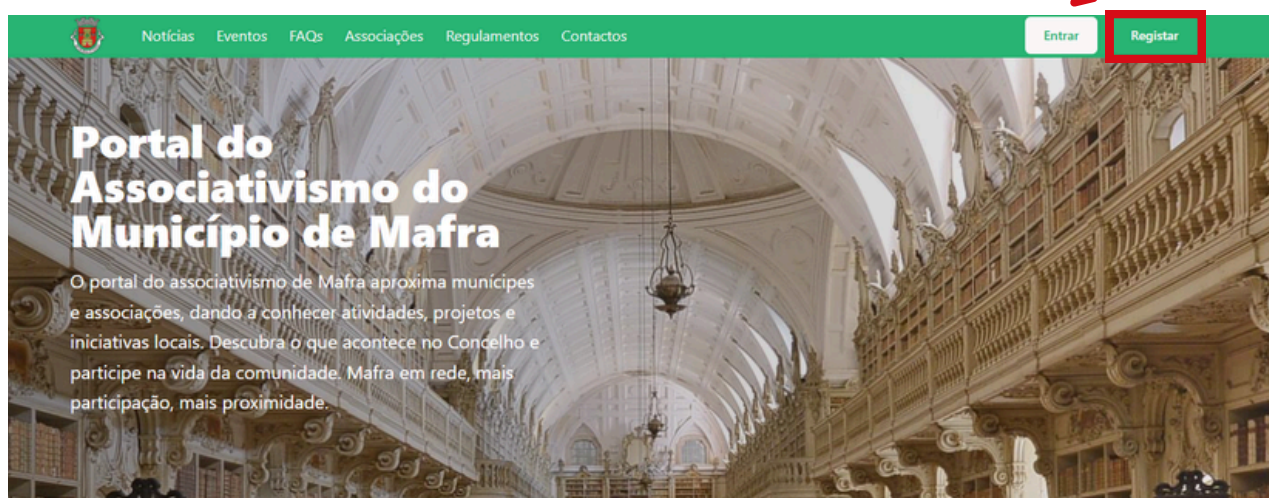 Notícias Eventos FAQs Associações Regulamentos Contactos Entrar Registar
Portal do
Associativismo do
Município de Mafra
O portal do associativismo de Mafra aproxima munícipes
e associações, dando a conhecer atividades, projetos e
iniciativas locais. Descubra o que acontece no Concelho e
participe na vida da comunidade. Mafra em rede, mais
participação, mais proximidade.